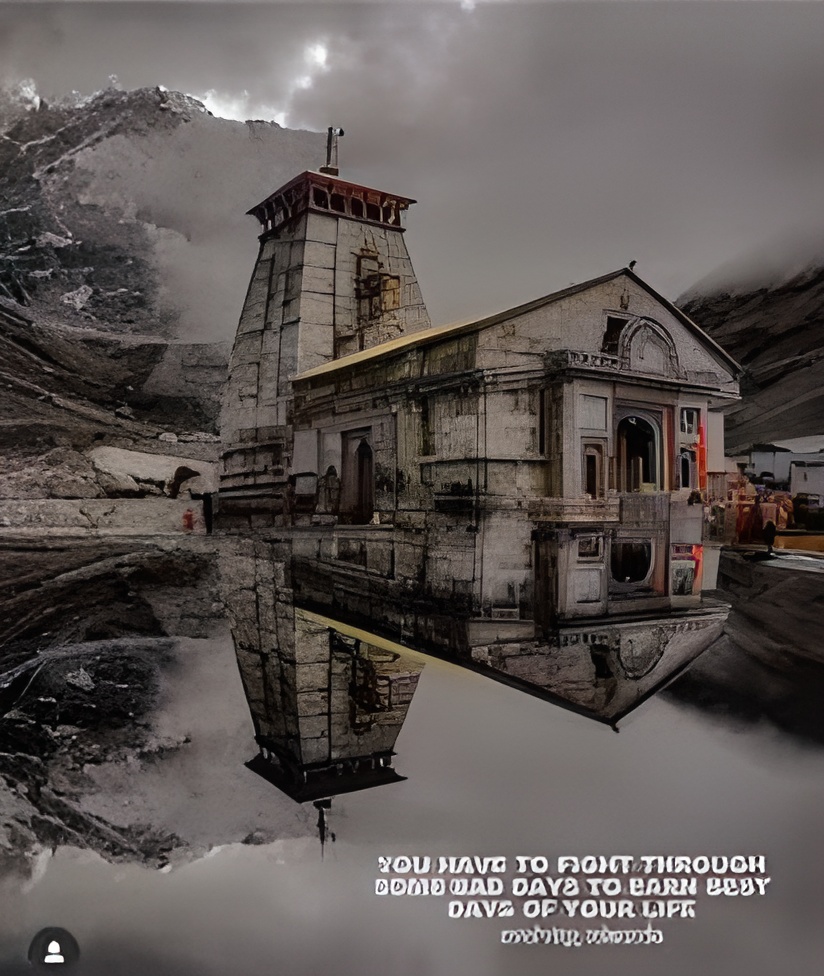 YOU HAVE TO FIGHT THROUGH
SOME BAD DAYS TO EARN BEST
DAYS OF YOUR LIFE